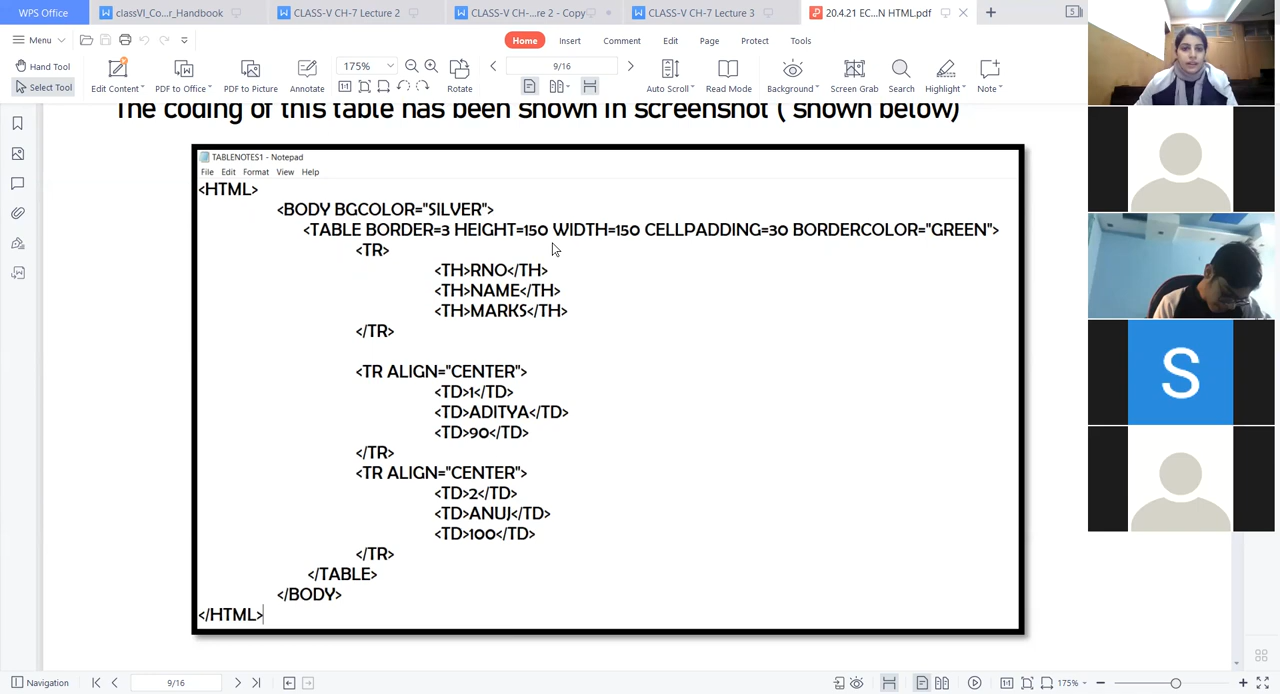 WPS Office
classVI_Co...r_Handbook
CLASS-V CH-7 Lecture 2
CLASS-V CH-...re 2 - Copy
CLASS-V CH-7 Lecture 3
20.4.21 EC...N HTML.pdf
5
Menu
Home
Insert
Comment
Edit
Page
Protect
Tools
Hand Tool
Select Tool
Edit Content
PDF to Office
PDF to Picture
Annotate
175%
Rotate
9/16
Auto Scroll
Read Mode
Background
Screen Grab
Search
Highlight
Note
The coding of this table has been shown in screenshot ( shown below)
TABLENOTES1 - Notepad
File Edit Format View Help
<HTML>
<BODY BGCOLOR="SILVER">
<TABLE BORDER=3 HEIGHT=150 WIDTH=150 CELLPADDING=30 BORDERCOLOR="GREEN">
<TR>
<TH>RNO</TH>
<TH>NAME</TH>
<TH>MARKS</TH>
</TR>
<TR ALIGN="CENTER">
<TD>1</TD>
<TD>ADITYA</TD>
<TD>90</TD>
</TR>
<TR ALIGN="CENTER">
<TD>2</TD>
<TD>ANUJ</TD>
<TD>100</TD>
</TR>
</TABLE>
</BODY>
</HTML>
S
Navigation
9/16
175%